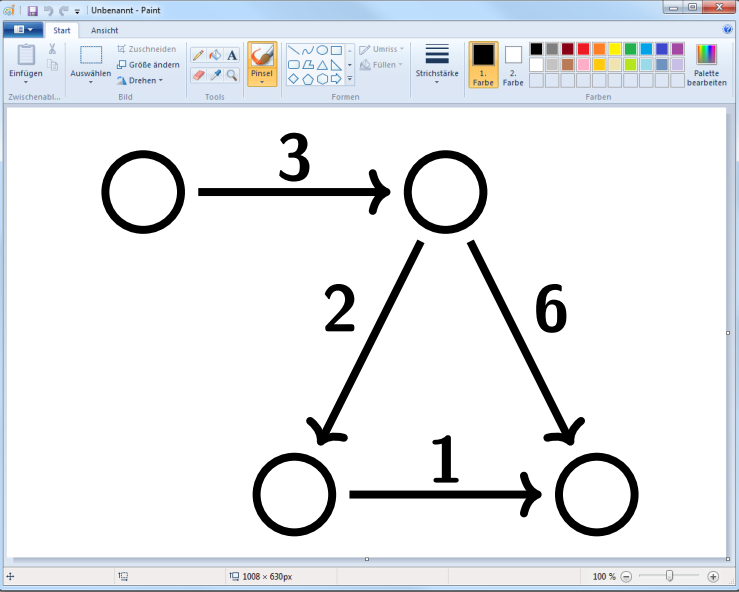 Unbenannt - Paint
Start Ansicht
Einfügen
Zwischenabl...
Auswählen
Zuschneiden
Größe ändern
Drehen
Bild
A
Tools
Pinsel
Umriss
Füllen
Formen
Strichstärke
1.
Farbe
2.
Farbe
Farben
Palette
bearbeiten
3
2
6
1
1008 × 630px
100 %